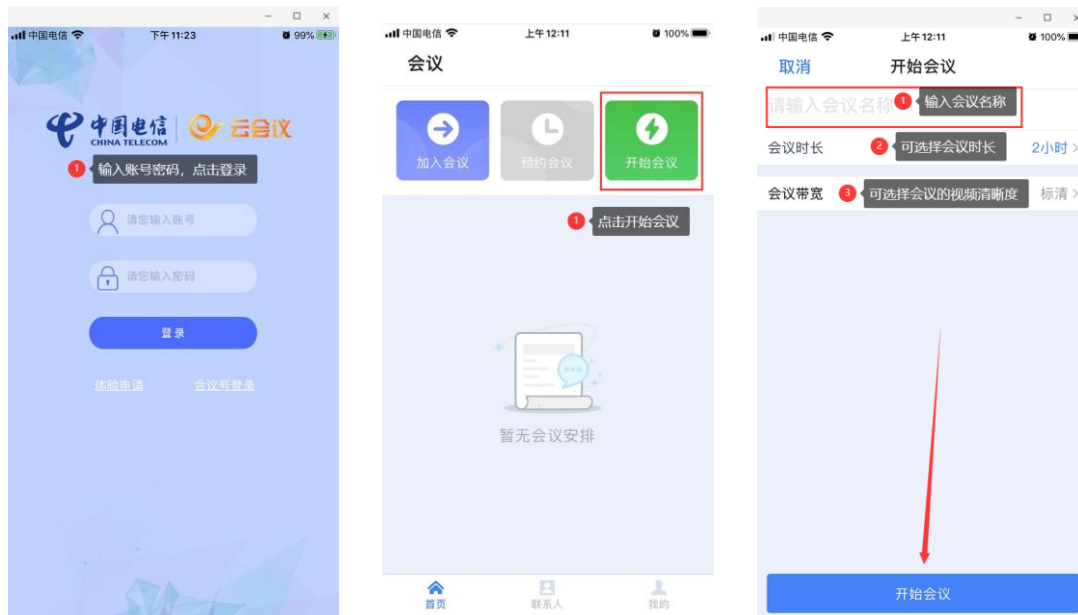 中国电信
下午11:23
99%
中国电信
CHINA TELECOM
云会议
1 输入账号密码，点击登录
请您输入账号
请您输入密码
登录
体验申请
会议号登录
中国电信
上午12:11
100%
会议
加入会议
预约会议
开始会议
1 点击开始会议
暂无会议安排
首页
联系人
我的
中国电信
上午12:11
100%
取消
开始会议
请输入会议名称
1 输入会议名称
会议时长
2 可选择会议时长
2小时
会议带宽
3 可选择会议的视频清晰度
标清
开始会议